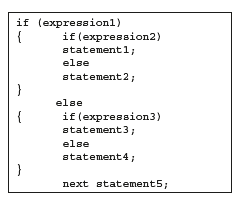 if (expression1)
{ if(expression2)
statement1;
else
statement2;
}
else
{ if(expression3)
statement3;
else
statement4;
}
next statement5;